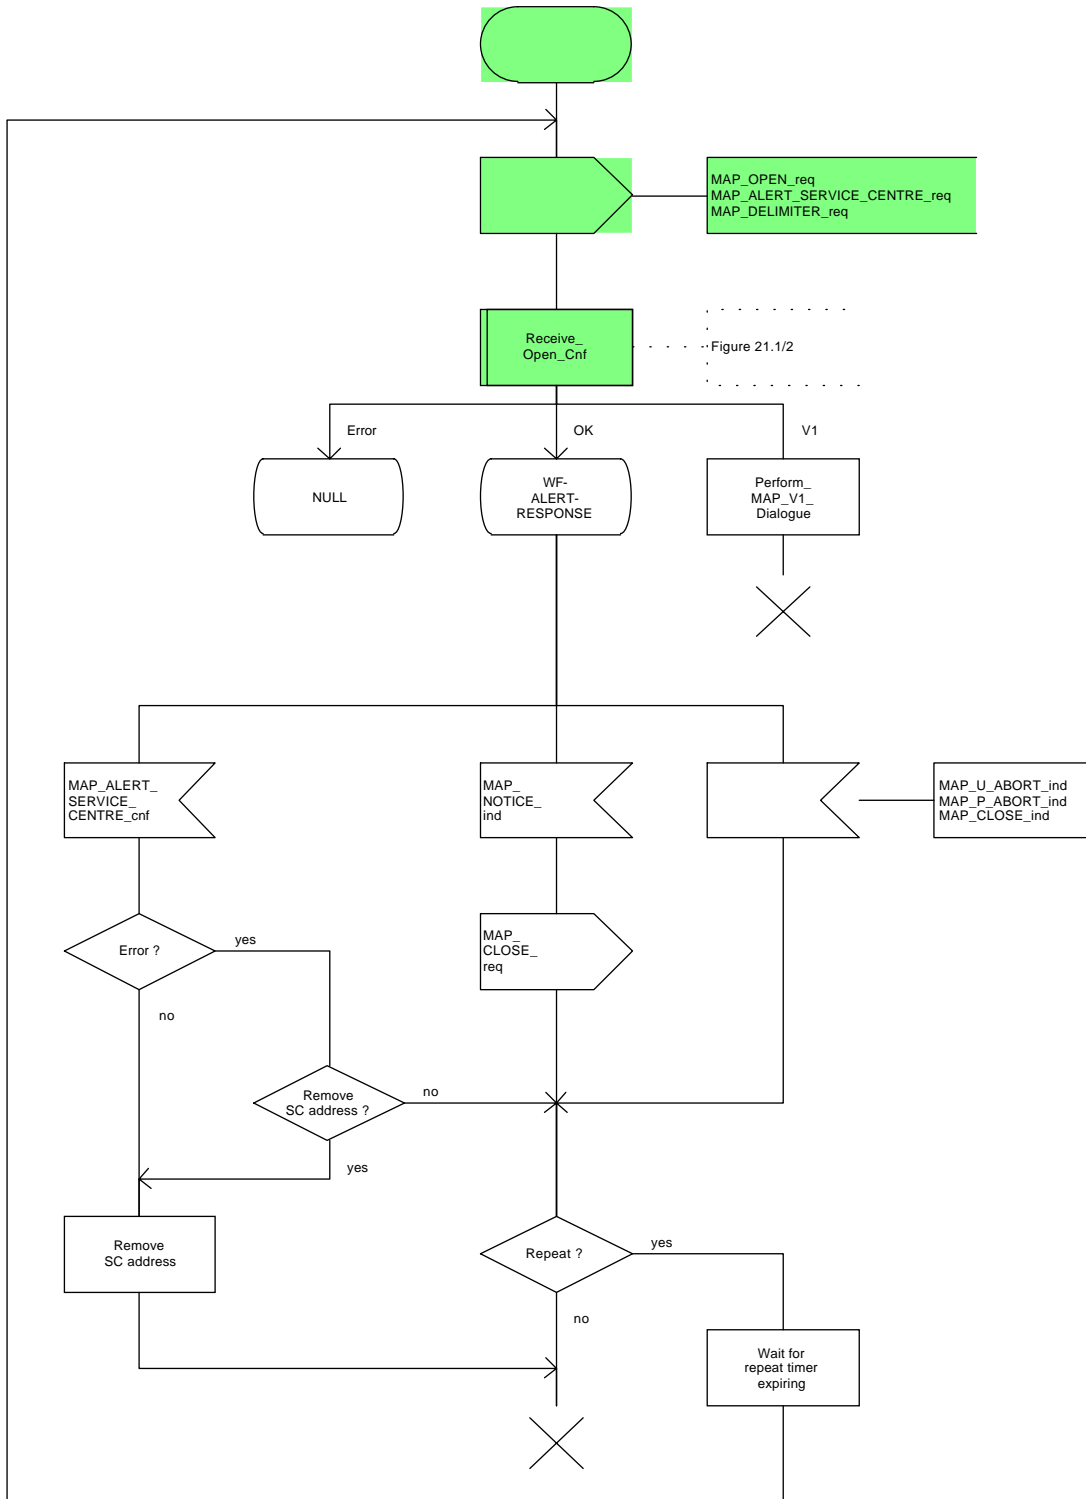 MAP_OPEN_req
MAP_ALERT_SERVICE_CENTRE_req
MAP_DELIMITER_req
Receive_
Open_Cnf
Figure 21.1/2
Error
OK
V1
NULL
WF-
ALERT-
RESPONSE
Perform_
MAP_V1_
Dialogue
MAP_ALERT_
SERVICE_
CENTRE_cnf
MAP_
NOTICE_
ind
MAP_U_ABORT_ind
MAP_P_ABORT_ind
MAP_CLOSE_ind
Error ?
yes
no
MAP_
CLOSE_
req
Remove
SC address ?
no
yes
Remove
SC address
Repeat ?
yes
no
Wait for
repeat timer
expiring